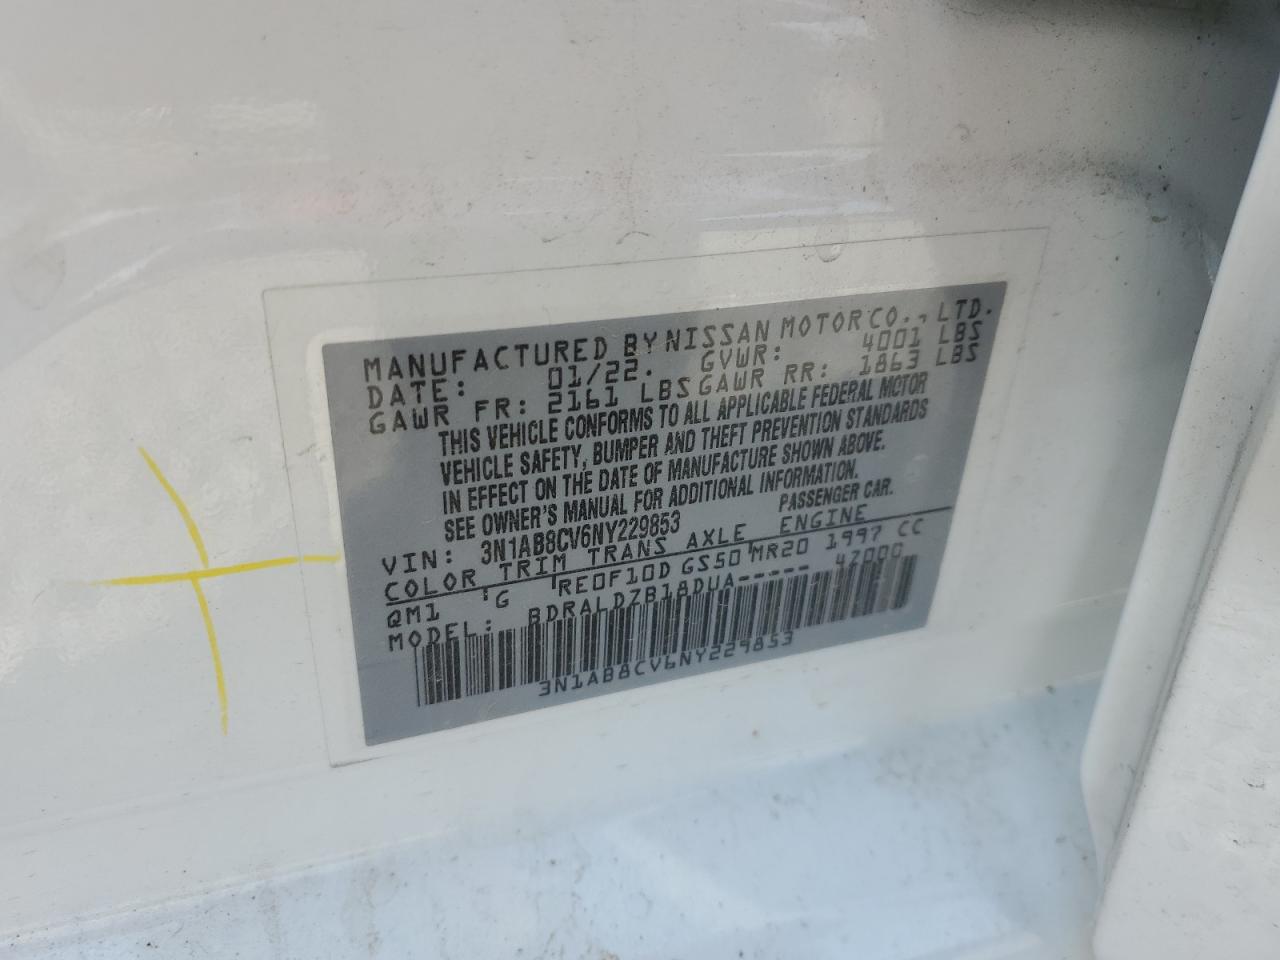 MANUFACTURED BY NISSAN MOTOR CO., LTD.
DATE: 01/22. GVWR: 4001 LBS
GAWR FR: 2161 LBS GAWR RR: 1863 LBS
THIS VEHICLE CONFORMS TO ALL APPLICABLE FEDERAL MOTOR
VEHICLE SAFETY, BUMPER AND THEFT PREVENTION STANDARDS
IN EFFECT ON THE DATE OF MANUFACTURE SHOWN ABOVE.
SEE OWNER'S MANUAL FOR ADDITIONAL INFORMATION.
VIN: 3N1AB8CV6NY229853 PASSENGER CAR.
COLOR TRIM TRANS AXLE ENGINE
QM1 G RE0F10D GS50 MR20 1997 CC
MODEL: BDRALDZB18DUA----- 42000
3N1AB8CV6NY229853